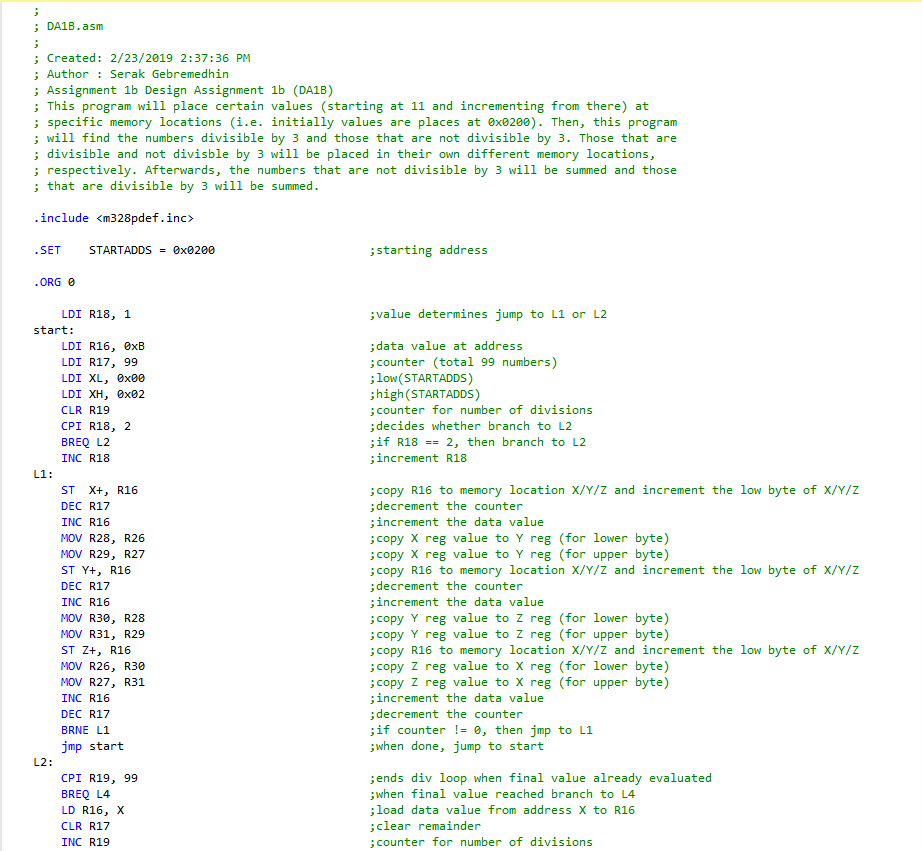 ;
; DA1B.asm
;
; Created: 2/23/2019 2:37:36 PM
; Author : Serak Gebremedhin
; Assignment 1b Design Assignment 1b (DA1B)
; This program will place certain values (starting at 11 and incrementing from there) at
; specific memory locations (i.e. initially values are places at 0x0200). Then, this program
; will find the numbers divisible by 3 and those that are not divisible by 3. Those that are
; divisible and not divisble by 3 will be placed in their own different memory locations,
; respectively. Afterwards, the numbers that are not divisible by 3 will be summed and those
; that are divisible by 3 will be summed.
.include <m328pdef.inc>
.SET STARTADDS = 0x0200 ;starting address
.ORG 0
LDI R18, 1 ;value determines jump to L1 or L2
start:
LDI R16, 0xB ;data value at address
LDI R17, 99 ;counter (total 99 numbers)
LDI XL, 0x00 ;low(STARTADDS)
LDI XH, 0x02 ;high(STARTADDS)
CLR R19 ;counter for number of divisions
CPI R18, 2 ;decides whether branch to L2
BREQ L2 ;if R18 == 2, then branch to L2
INC R18 ;increment R18
L1:
ST X+, R16 ;copy R16 to memory location X/Y/Z and increment the low byte of X/Y/Z
DEC R17 ;decrement the counter
INC R16 ;increment the data value
MOV R28, R26 ;copy X reg value to Y reg (for lower byte)
MOV R29, R27 ;copy X reg value to Y reg (for upper byte)
ST Y+, R16 ;copy R16 to memory location X/Y/Z and increment the low byte of X/Y/Z
DEC R17 ;decrement the counter
INC R16 ;increment the data value
MOV R30, R28 ;copy Y reg value to Z reg (for lower byte)
MOV R31, R29 ;copy Y reg value to Z reg (for upper byte)
ST Z+, R16 ;copy R16 to memory location X/Y/Z and increment the low byte of X/Y/Z
MOV R26, R30 ;copy Z reg value to X reg (for lower byte)
MOV R27, R31 ;copy Z reg value to X reg (for upper byte)
INC R16 ;increment the data value
DEC R17 ;decrement the counter
BRNE L1 ;if counter != 0, then jmp to L1
jmp start ;when done, jump to start
L2:
CPI R19, 99 ;ends div loop when final value already evaluated
BREQ L4 ;when final value reached branch to L4
LD R16, X ;load data value from address X to R16
CLR R17 ;clear remainder
INC R19 ;counter for number of divisions